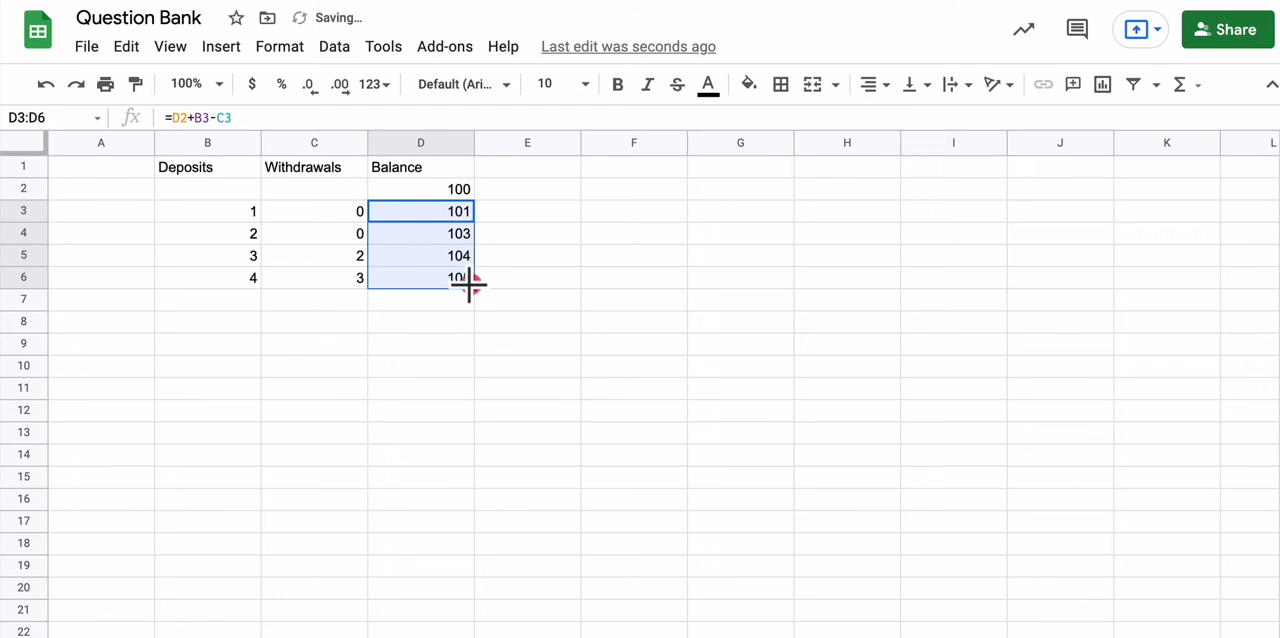 Question Bank Saving...
File Edit View Insert Format Data Tools Add-ons Help Last edit was seconds ago
Share
100% $ % .0 .00 123 Default (Ari... 10 B I S A Σ
D3:D6 fx =D2+B3-C3
A B C D E F G H I J K L
1 Deposits Withdrawals Balance
2 100
3 1 0 101
4 2 0 103
5 3 2 104
6 4 3
7
8
9
10
11
12
13
14
15
16
17
18
19
20
21
22